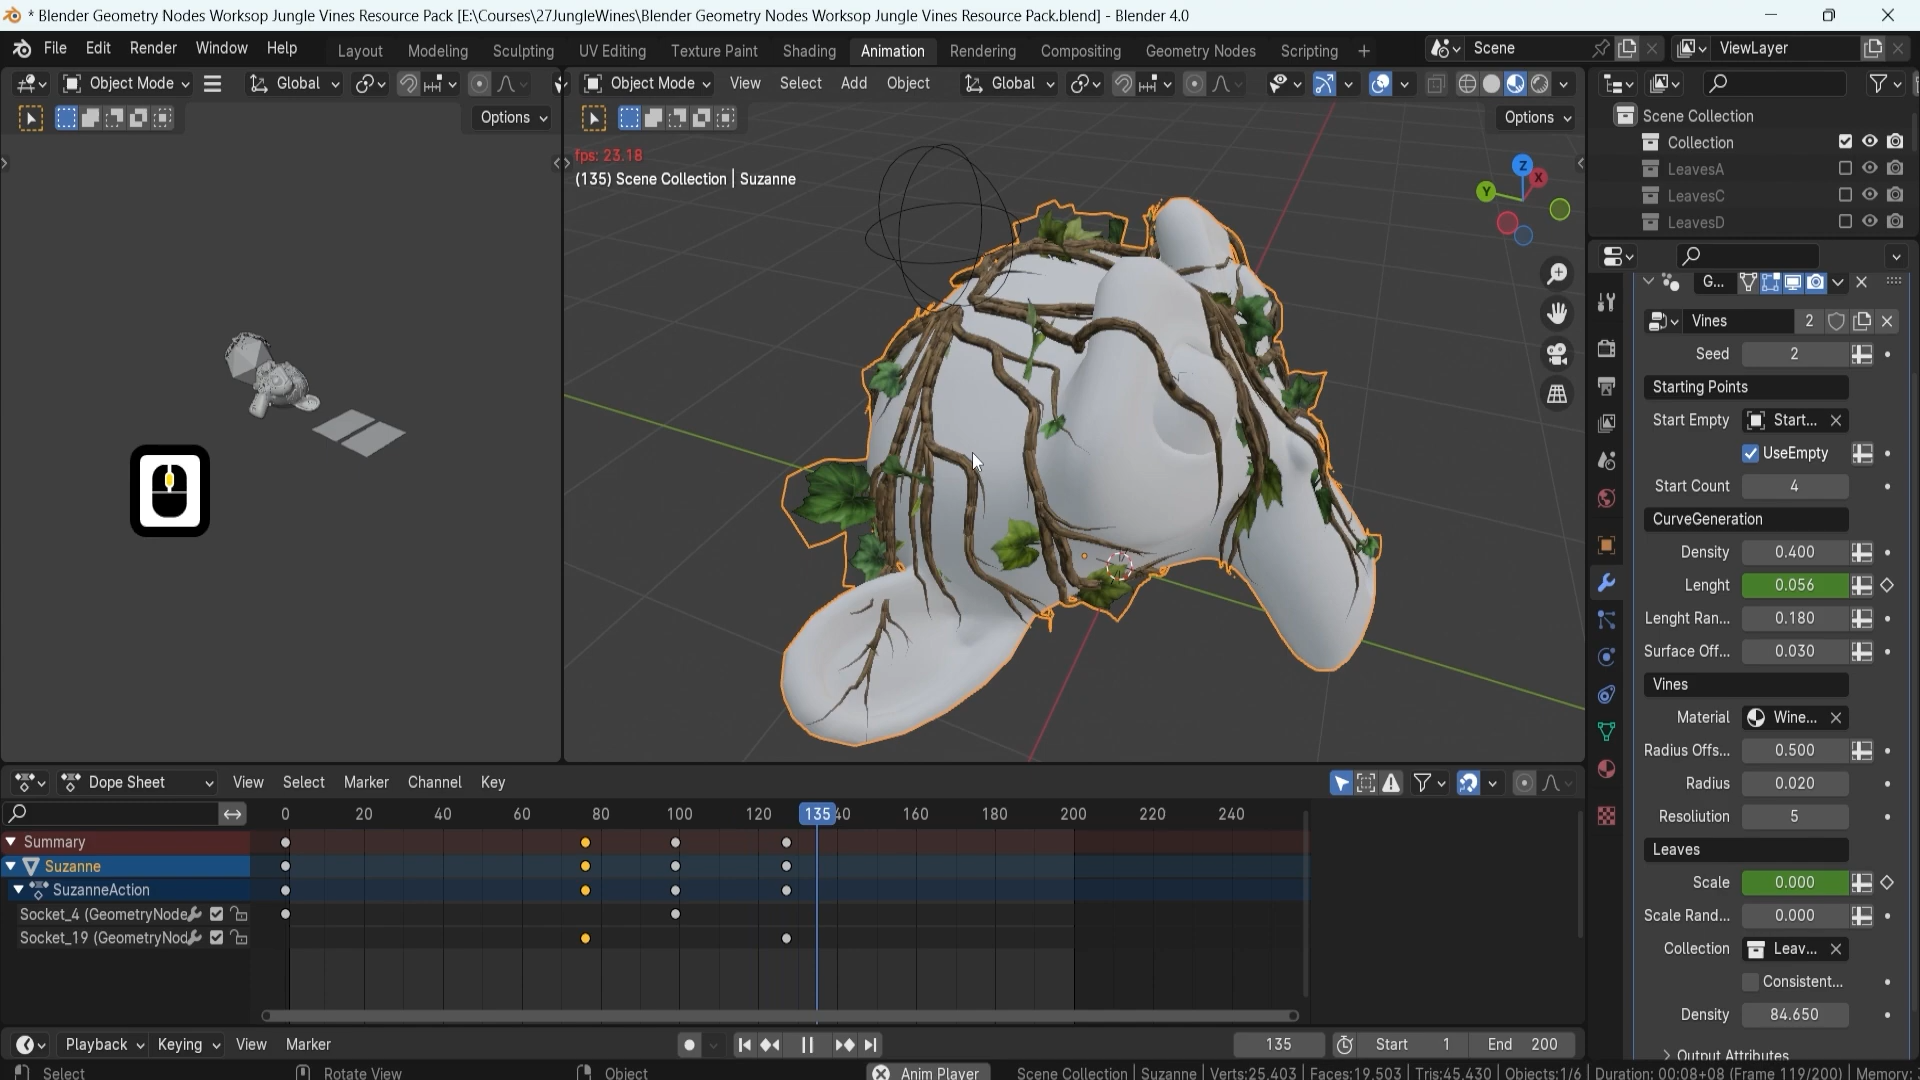 * Blender Geometry Nodes Worksop Jungle Vines Resource Pack [E:\Courses\27JungleWines\Blender Geometry Nodes Worksop Jungle Vines Resource Pack.blend] - Blender 4.0
File Edit Render Window Help Layout Modeling Sculpting UV Editing Texture Paint Shading Animation Rendering Compositing Geometry Nodes Scripting + Scene ViewLayer
Object Mode Global Object Mode View Select Add Object Global
Options Options
Scene Collection
Collection
LeavesA
LeavesC
LeavesD
fps: 23.18
(135) Scene Collection | Suzanne
Z
X
Y
G...
Vines 2
Seed 2
Starting Points
Start Empty Start...
UseEmpty
Start Count 4
CurveGeneration
Density 0.400
Lenght 0.056
Lenght Ran... 0.180
Surface Off... 0.030
Vines
Material Wine...
Radius Offs... 0.500
Radius 0.020
Resoliution 5
Leaves
Scale 0.000
Scale Rand... 0.000
Collection Leav...
Consistent...
Density 84.650
Output Attributes
Dope Sheet View Select Marker Channel Key
0 20 40 60 80 100 120 135 40 160 180 200 220 240
Summary
Suzanne
SuzanneAction
Socket_4 (GeometryNode
Socket_19 (GeometryNod
Playback Keying View Marker 135 Start 1 End 200
Select Rotate View Object Anim Player Scene Collection | Suzanne | Verts:25,403 | Faces:19,503 | Tris:45,430 | Objects:1/6 | Duration: 00:08+08 (Frame 119/200) | Memory: